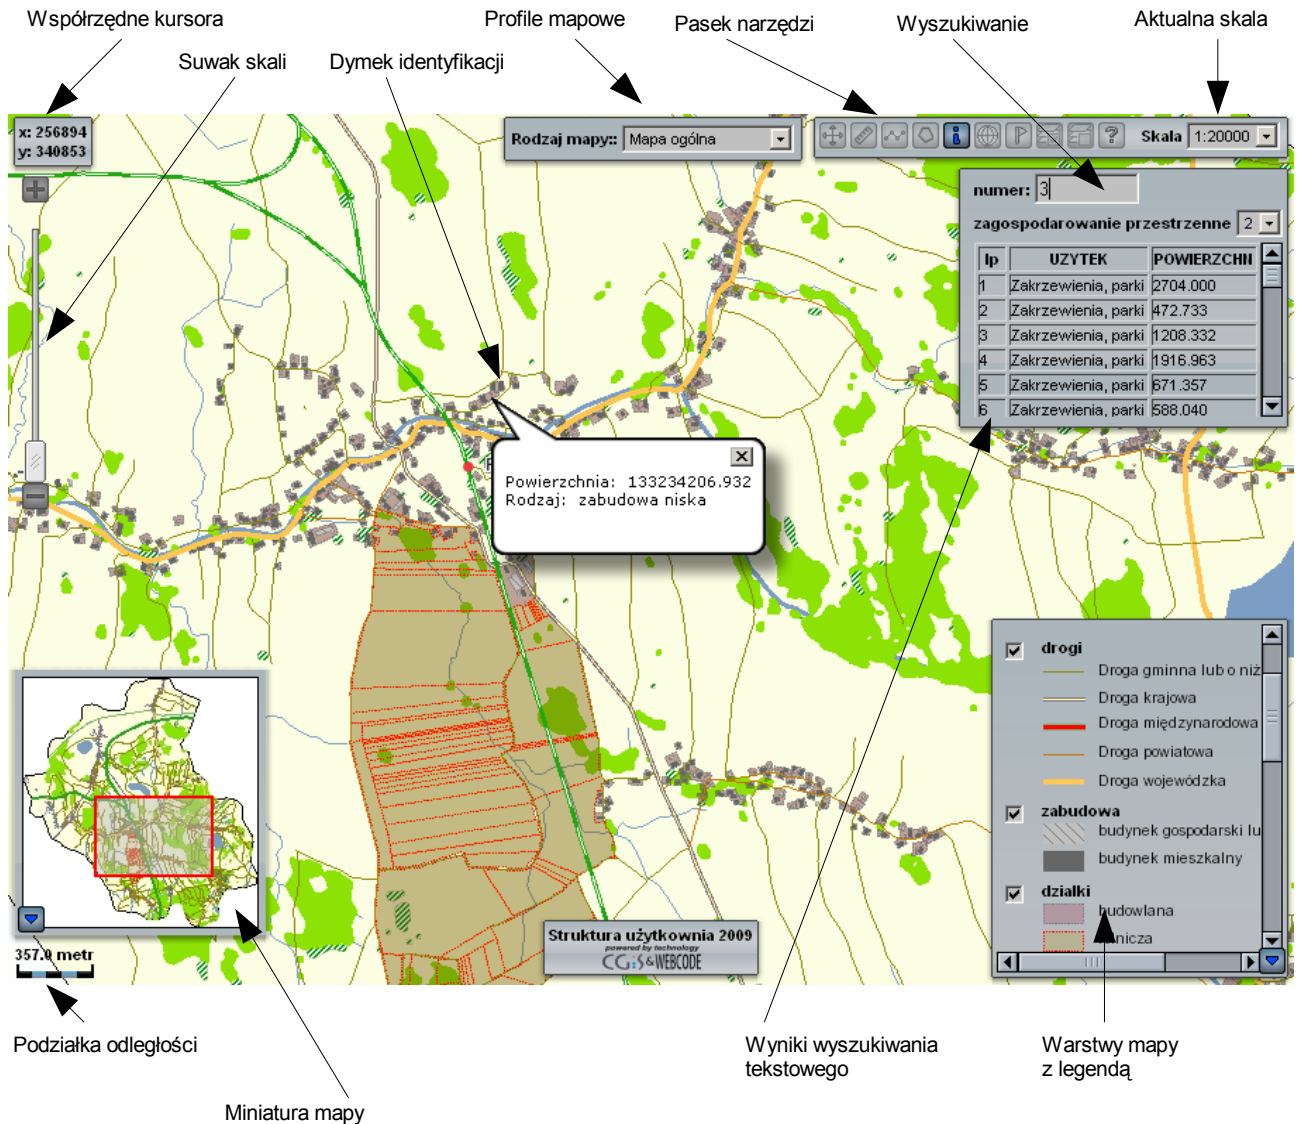 Współrzędne kursora
Profile mapowe
Pasek narzędzi
Wyszukiwanie
Aktualna skala
Suwak skali
Dymek identyfikacji
x: 256894
y: 340853
Rodzaj mapy:: Mapa ogólna
Skala 1:20000
numer: 3
zagospodarowanie przestrzenne 2
lp UZYTEK POWIERZCHN
1 Zakrzewienia, parki 2704.000
2 Zakrzewienia, parki 472.733
3 Zakrzewienia, parki 1208.332
4 Zakrzewienia, parki 1916.963
5 Zakrzewienia, parki 671.357
6 Zakrzewienia, parki 588.040
Powierzchnia: 133234206.932
Rodzaj: zabudowa niska
drogi
Droga gminna lub o niż
Droga krajowa
Droga międzynarodowa
Droga powiatowa
Droga wojewódzka
zabudowa
budynek gospodarski lu
budynek mieszkalny
dzialki
budowlana
357.0 metr
Struktura użytkownia 2009
powered by technology
CGiS & WEBCODE
Podziałka odległości
Wyniki wyszukiwania
tekstowego
Warstwy mapy
z legendą
Miniatura mapy